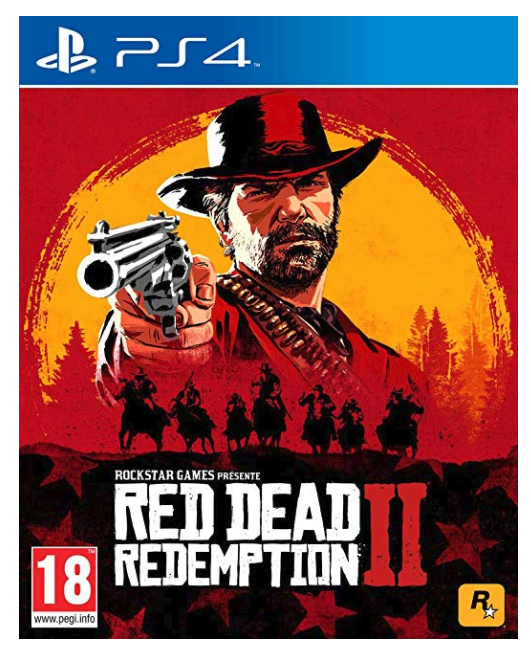 PS4
ROCKSTAR GAMES PRÉSENTE
RED DEAD
REDEMPTION II
18
www.pegi.info
R